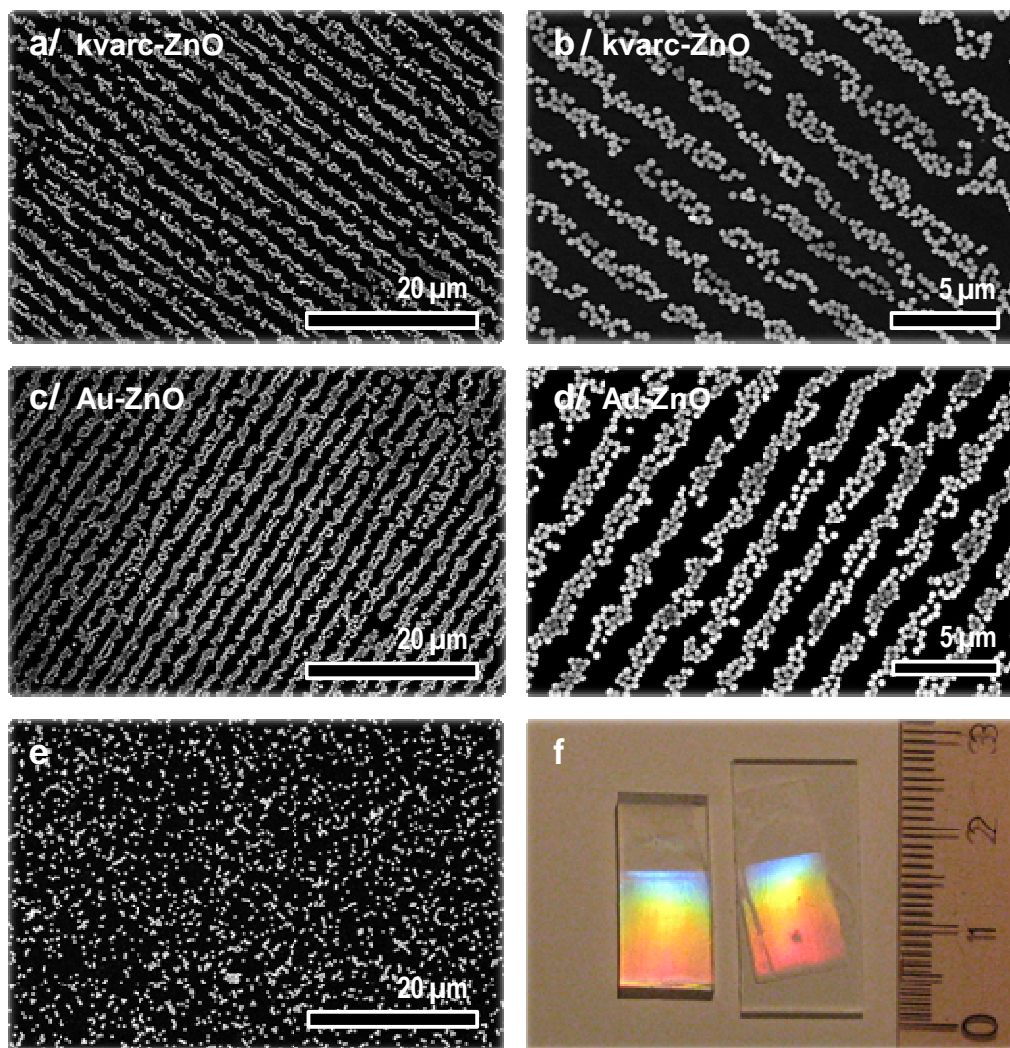 a/ kvarc-ZnO
20 µm
b/ kvarc-ZnO
5 µm
c/ Au-ZnO
20 µm
d/ Au-ZnO
5 µm
e
20 µm
f
3
2
1
0